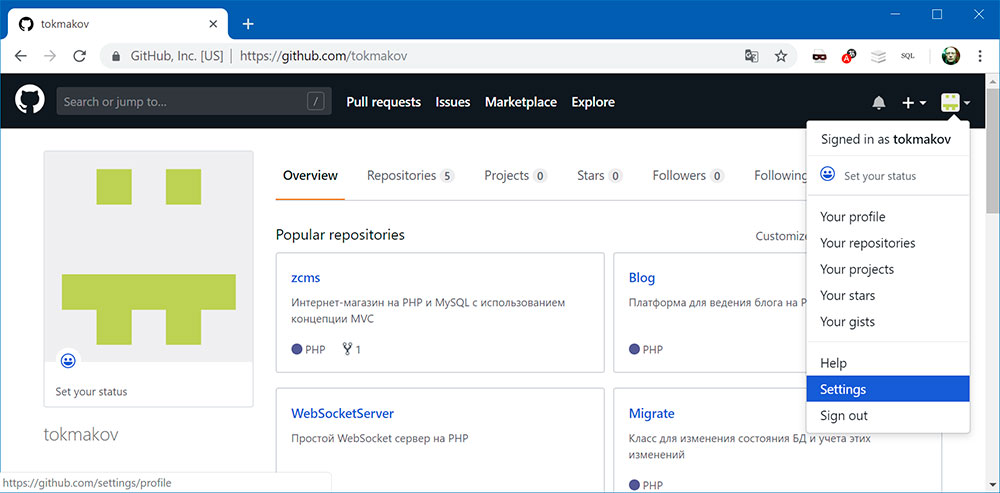 tokmakov
GitHub, Inc. [US] | https://github.com/tokmakov
SQL
Search or jump to... /
Pull requests Issues Marketplace Explore
Signed in as tokmakov
Set your status
Your profile
Your repositories
Your projects
Your stars
Your gists
Help
Settings
Sign out
Overview Repositories 5 Projects 0 Stars 0 Followers 0 Following
Popular repositories
Customize
zcms
Интернет-магазин на PHP и MySQL с использованием
концепции MVC
PHP 1
Blog
Платформа для ведения блога на P
PHP
WebSocketServer
Простой WebSocket сервер на PHP
Migrate
Класс для изменения состояния БД и учета этих
изменений
PHP
Set your status
tokmakov
https://github.com/settings/profile